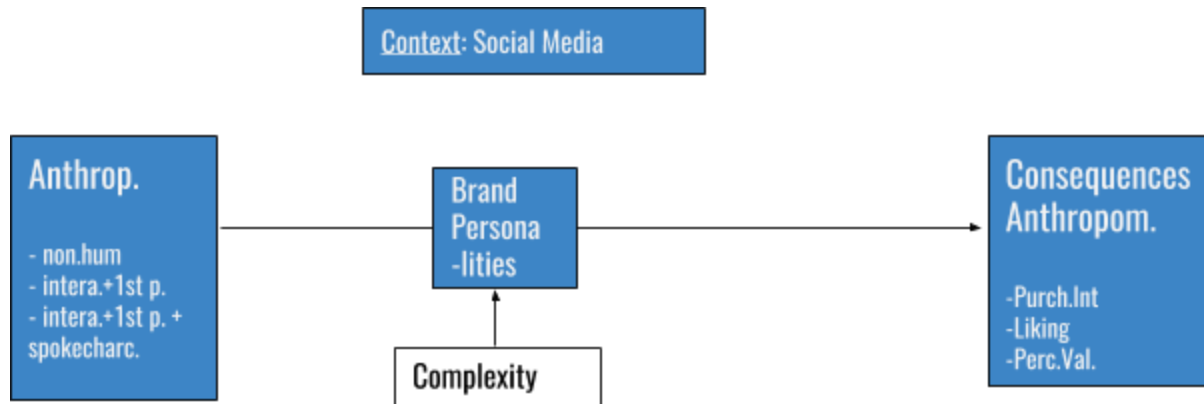 Context: Social Media
Anthrop.
- non.hum
- intera.+1st p.
- intera.+1st p. +
spokecharc.
Brand
Persona
-lities
Complexity
Consequences
Anthropom.
-Purch.Int
-Liking
-Perc.Val.